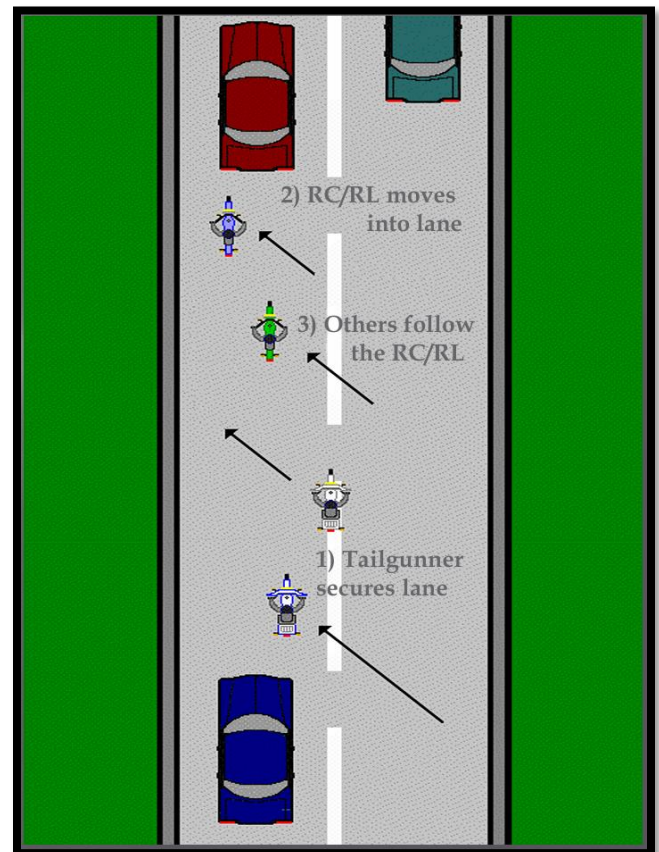 2) RC/RL moves
into lane
3) Others follow
the RC/RL
1) Tailgunner
secures lane